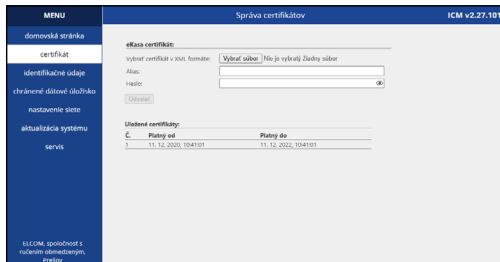 MENU
Správa certifikátov
ICM v2.27.101
domovská stránka
certifikát
identifikačné údaje
chránené dátové úložisko
nastavenie siete
aktualizácia systému
servis
eKasa certifikát:
Vybrať certifikát v XML formáte: Vybrať súbor Nie je vybratý žiadny súbor
Alias:
Heslo:
Odoslať
Uložené certifikáty:
Č. Platný od Platný do
1 11. 12. 2020, 10:41:01 11. 12. 2022, 10:41:01
ELCOM, spoločnosť s
ručením obmedzeným,
Prešov